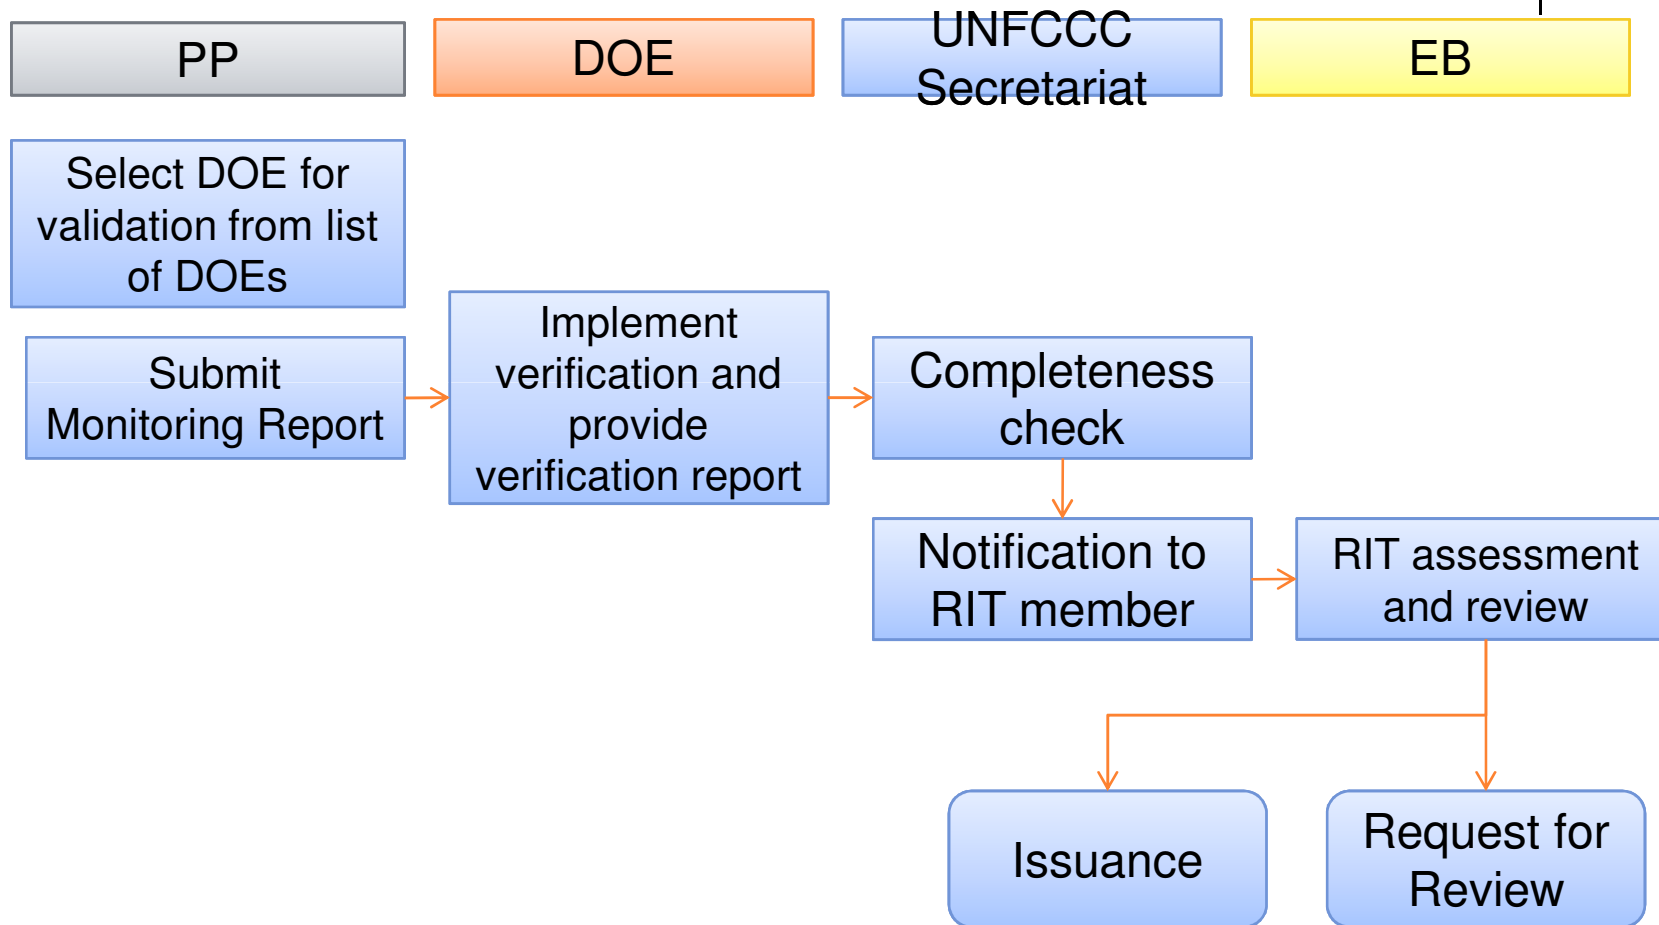 PP
DOE
UNFCCC
Secretariat
EB
Select DOE for
validation from list
of DOEs
Submit
Monitoring Report
Implement
verification and
provide
verification report
Completeness
check
Notification to
RIT member
RIT assessment
and review
Issuance
Request for
Review